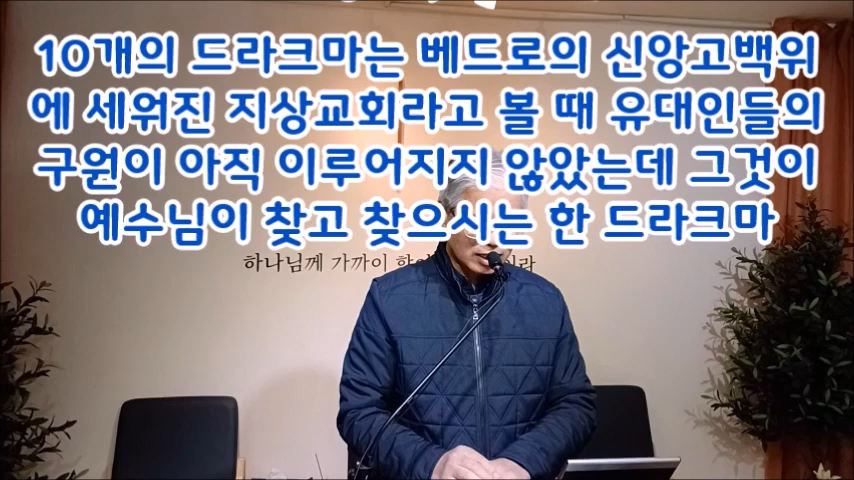 10개의 드라크마는 베드로의 신앙고백위
에 세워진 지상교회라고 볼 때 유대인들의
구원이 아직 이루어지지 않았는데 그것이
예수님이 찾고 찾으시는 한 드라크마
하나님께 가까이